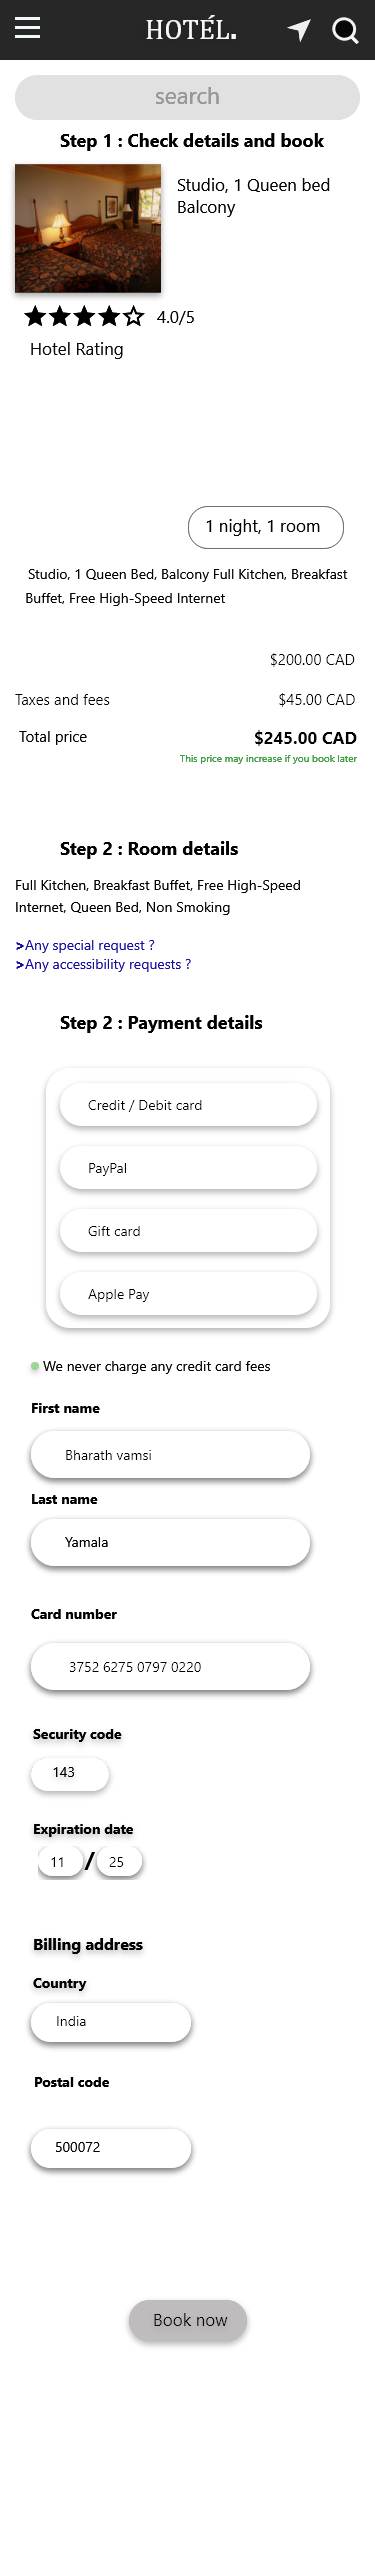 HOTÉL.
search
Step 1 : Check details and book
Studio, 1 Queen bed
Balcony
4.0/5
Hotel Rating
1 night, 1 room
Studio, 1 Queen Bed, Balcony Full Kitchen, Breakfast
Buffet, Free High-Speed Internet
$200.00 CAD
Taxes and fees $45.00 CAD
Total price $245.00 CAD
This price may increase if you book later
Step 2 : Room details
Full Kitchen, Breakfast Buffet, Free High-Speed
Internet, Queen Bed, Non Smoking
>Any special request ?
>Any accessibility requests ?
Step 2 : Payment details
Credit / Debit card
PayPal
Gift card
Apple Pay
We never charge any credit card fees
First name
Bharath vamsi
Last name
Yamala
Card number
3752 6275 0797 0220
Security code
143
Expiration date
11 / 25
Billing address
Country
India
Postal code
500072
Book now